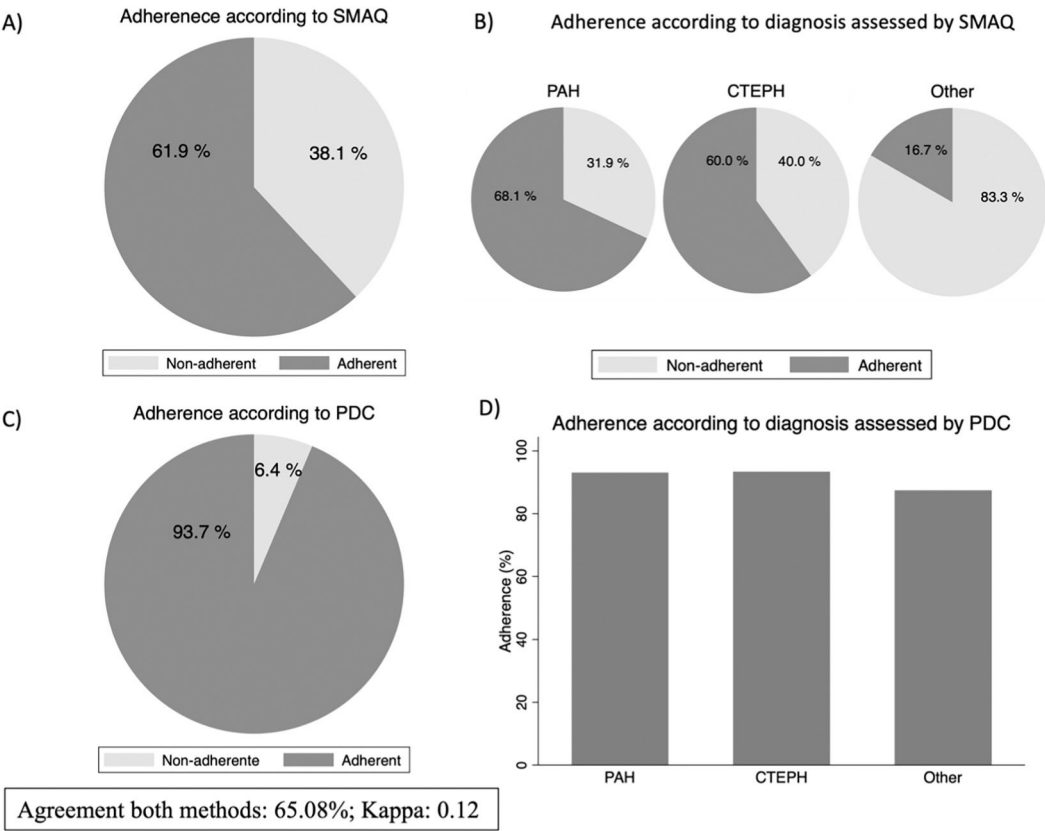 A)
Adherenece according to SMAQ
61.9 %
38.1 %
Non-adherent
Adherent
B)
Adherence according to diagnosis assessed by SMAQ
PAH
CTEPH
Other
31.9 %
68.1 %
60.0 %
40.0 %
16.7 %
83.3 %
Non-adherent
Adherent
C)
Adherence according to PDC
6.4 %
93.7 %
Non-adherente
Adherent
Agreement both methods: 65.08%; Kappa: 0.12
D)
Adherence according to diagnosis assessed by PDC
Adherence (%)
100
80
60
40
20
0
PAH
CTEPH
Other